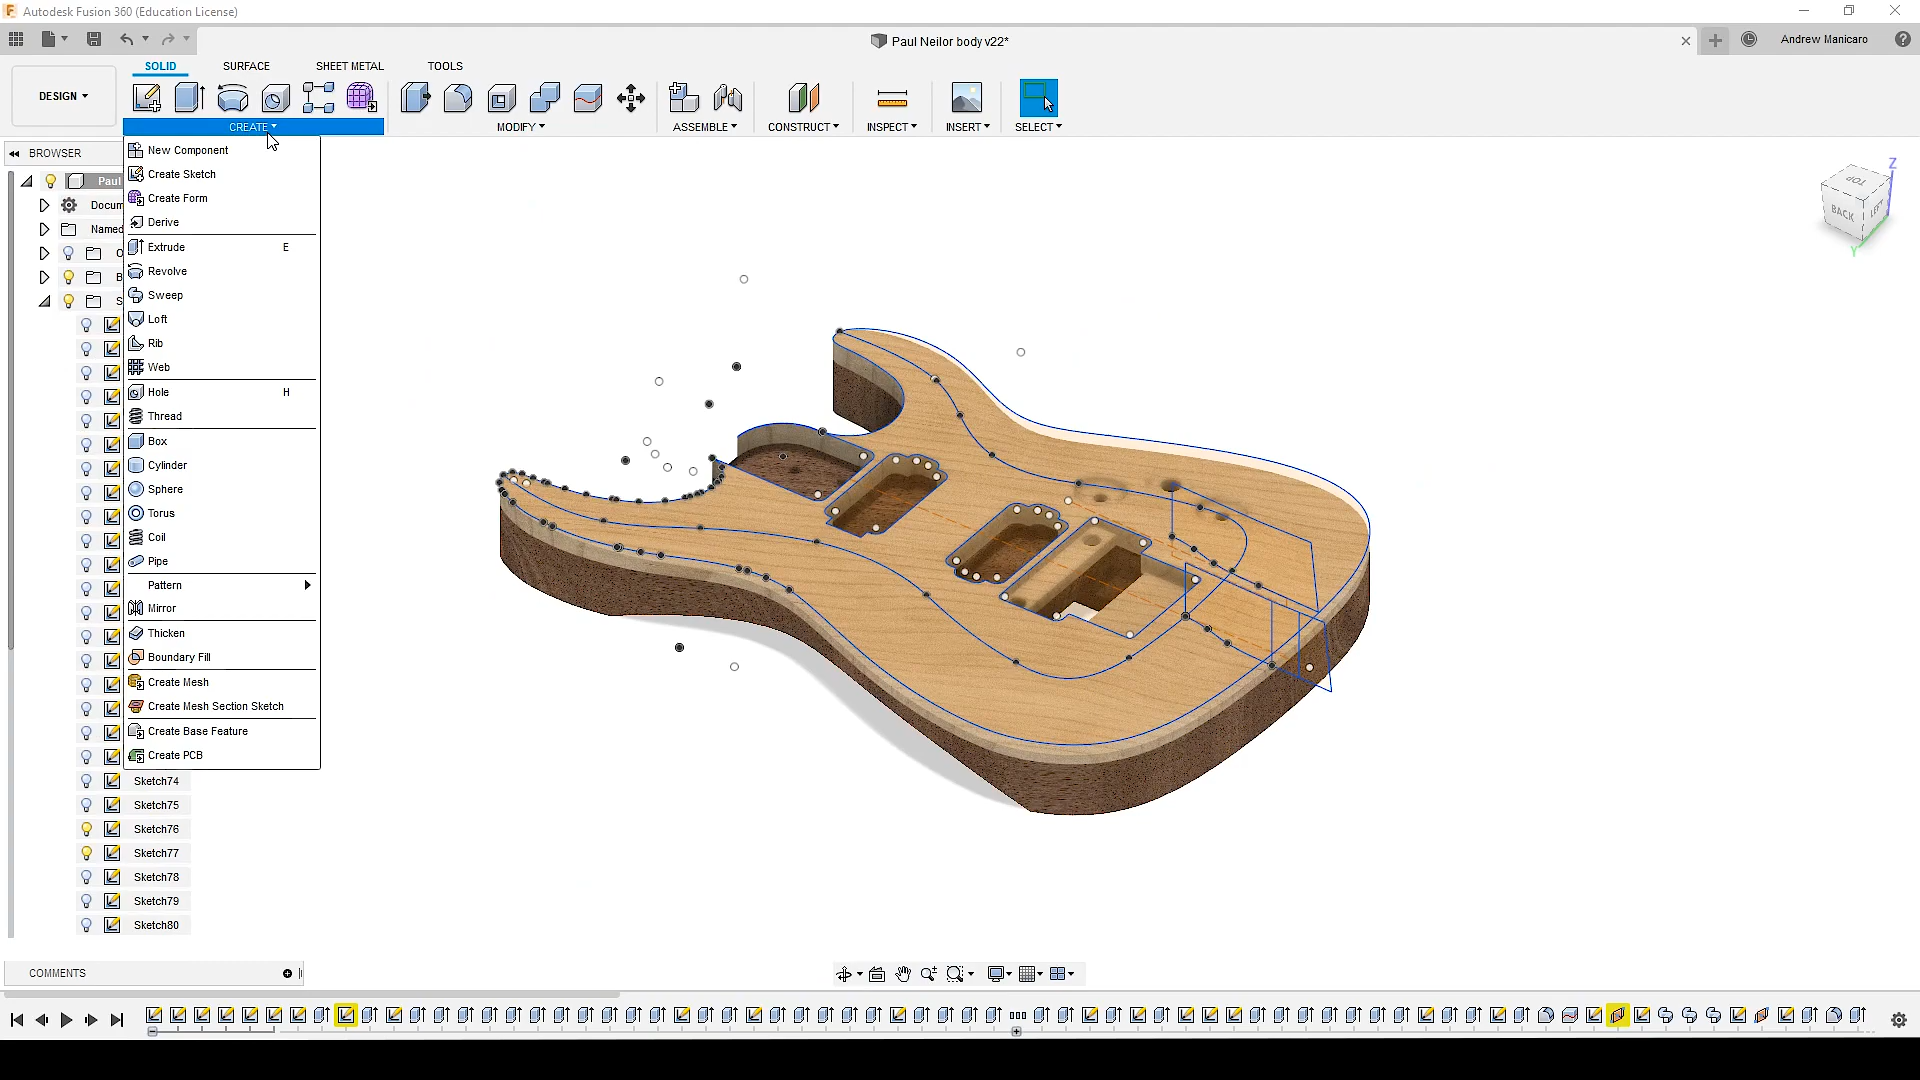 Autodesk Fusion 360 (Education License)
Paul Neilor body v22*
Andrew Manicaro
SOLID
SURFACE
SHEET METAL
TOOLS
DESIGN
CREATE
MODIFY
ASSEMBLE
CONSTRUCT
INSPECT
INSERT
SELECT
BROWSER
Paul
Docum
Named
O
B
S
New Component
Create Sketch
Create Form
Derive
Extrude E
Revolve
Sweep
Loft
Rib
Web
Hole H
Thread
Box
Cylinder
Sphere
Torus
Coil
Pipe
Pattern
Mirror
Thicken
Boundary Fill
Create Mesh
Create Mesh Section Sketch
Create Base Feature
Create PCB
Sketch74
Sketch75
Sketch76
Sketch77
Sketch78
Sketch79
Sketch80
TOP
BACK
LEFT
Z
Y
COMMENTS